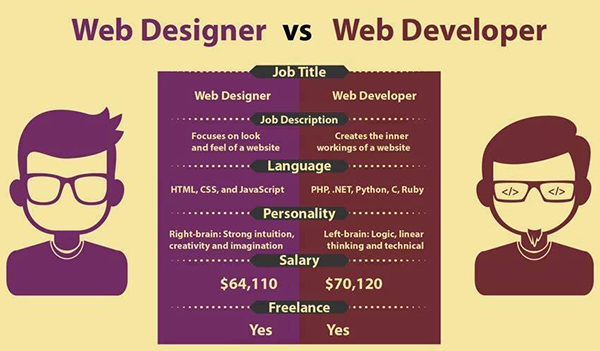 Web Designer vs Web Developer
Job Title
Web Designer Web Developer
Job Description
Focuses on look Creates the inner
and feel of a website workings of a website
Language
HTML, CSS, and JavaScript PHP, .NET, Python, C, Ruby
Personality
Right-brain: Strong intuition, Left-brain: Logic, linear
creativity and imagination thinking and technical
Salary
$64,110 $70,120
Freelance
Yes Yes
</> </>